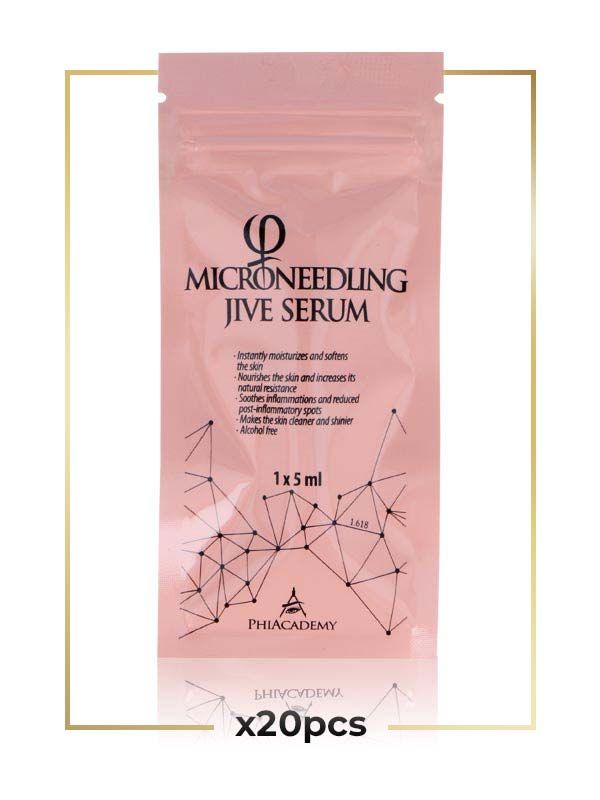 φ
MICRONEEDLING
JIVE SERUM
· Instantly moisturizes and softens
the skin
· Nourishes the skin and increases its
natural resistance
· Soothes inflammations and reduced
post-inflammatory spots
· Makes the skin cleaner and shinier
· Alcohol free
1 x 5 ml
1.618
PHIACADEMY
PHIACADEMY
x20pcs